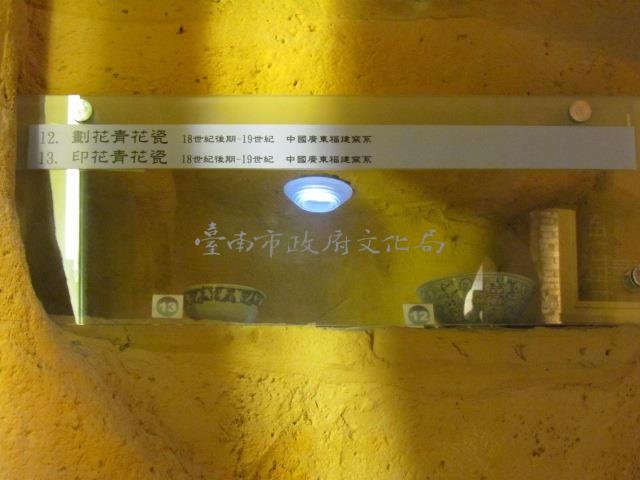 12. 劃花青花瓷 18世紀後期-19世紀 中國廣東福建窯系
13. 印花青花瓷 18世紀後期-19世紀 中國廣東福建窯系
臺南市政府文化局
13
12